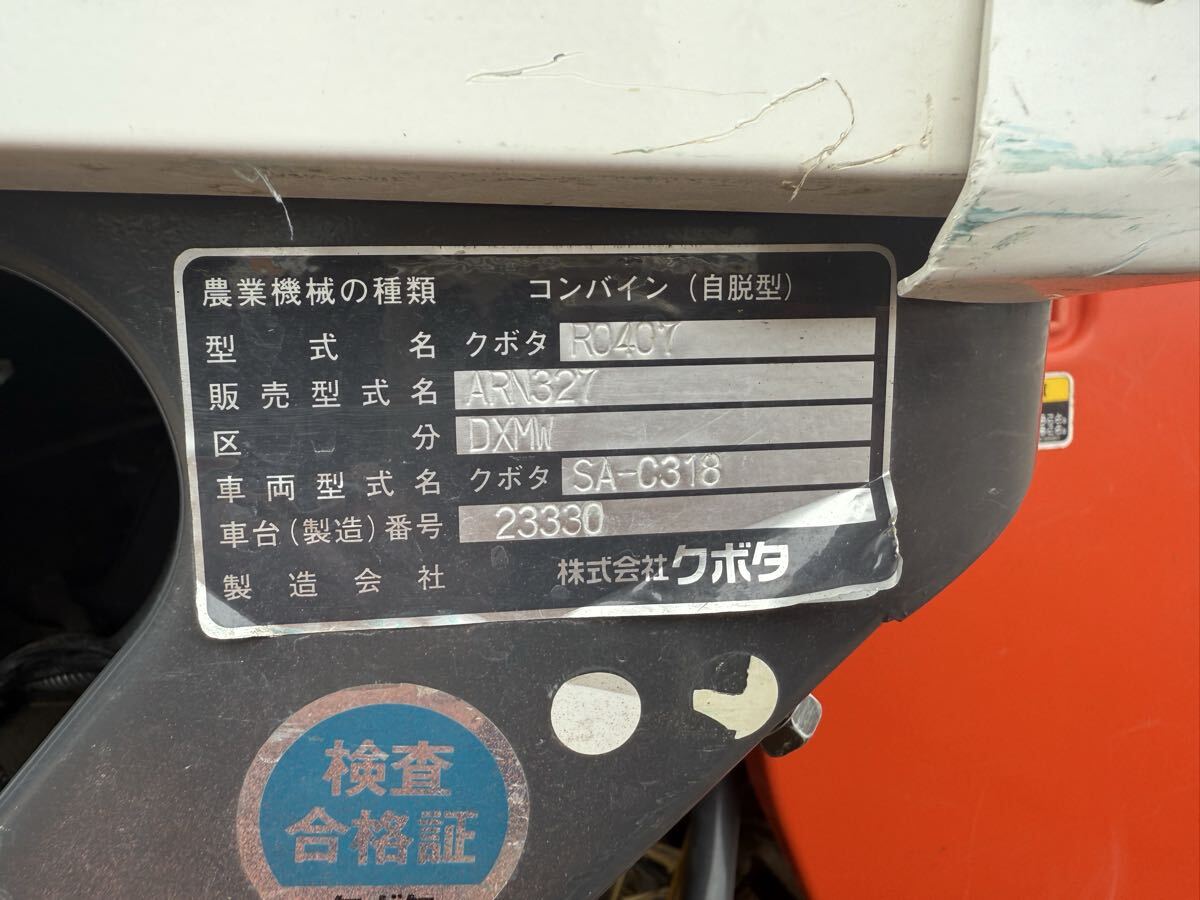 農業機械の種類 コンバイン（自脱型）
型式名 クボタ R0407
販売型式名 ARN327
区分 DXMW
車両型式名 クボタ SA-C318
車台(製造)番号 23330
製造会社 株式会社クボタ
検査
合格証